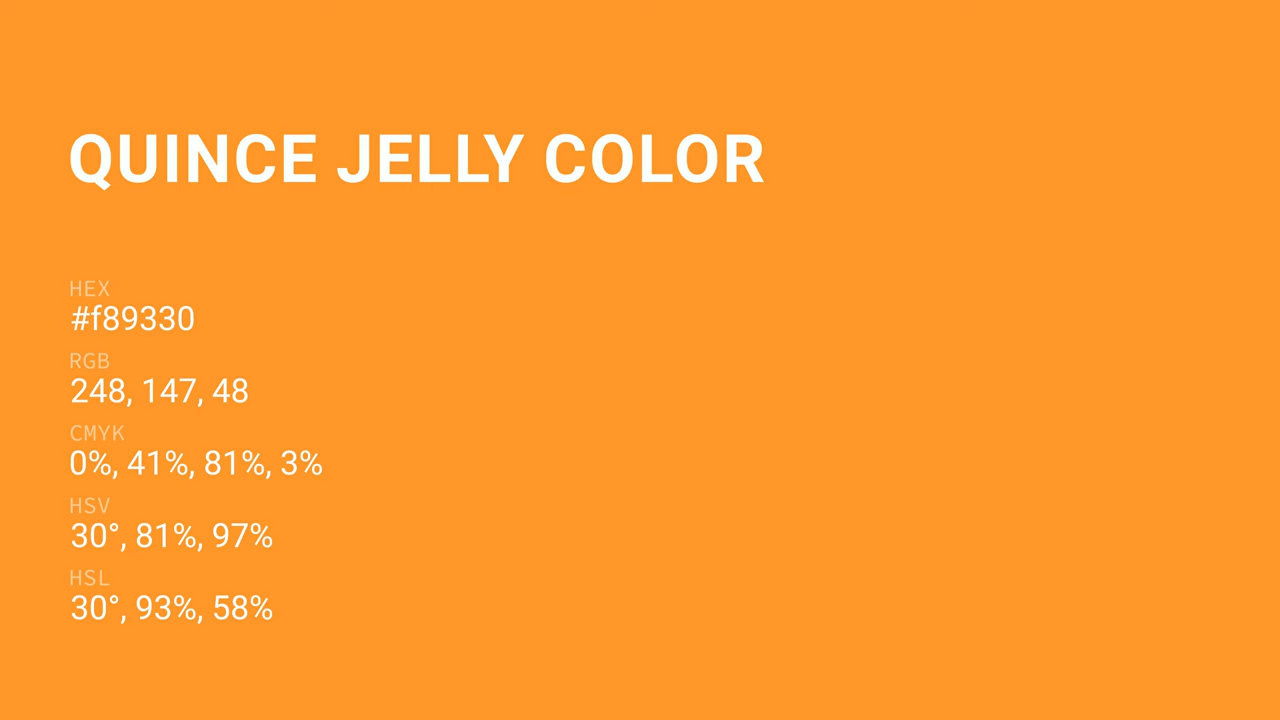 QUINCE JELLY COLOR
HEX
#f89330
RGB
248, 147, 48
CMYK
0%, 41%, 81%, 3%
HSV
30°, 81%, 97%
HSL
30°, 93%, 58%